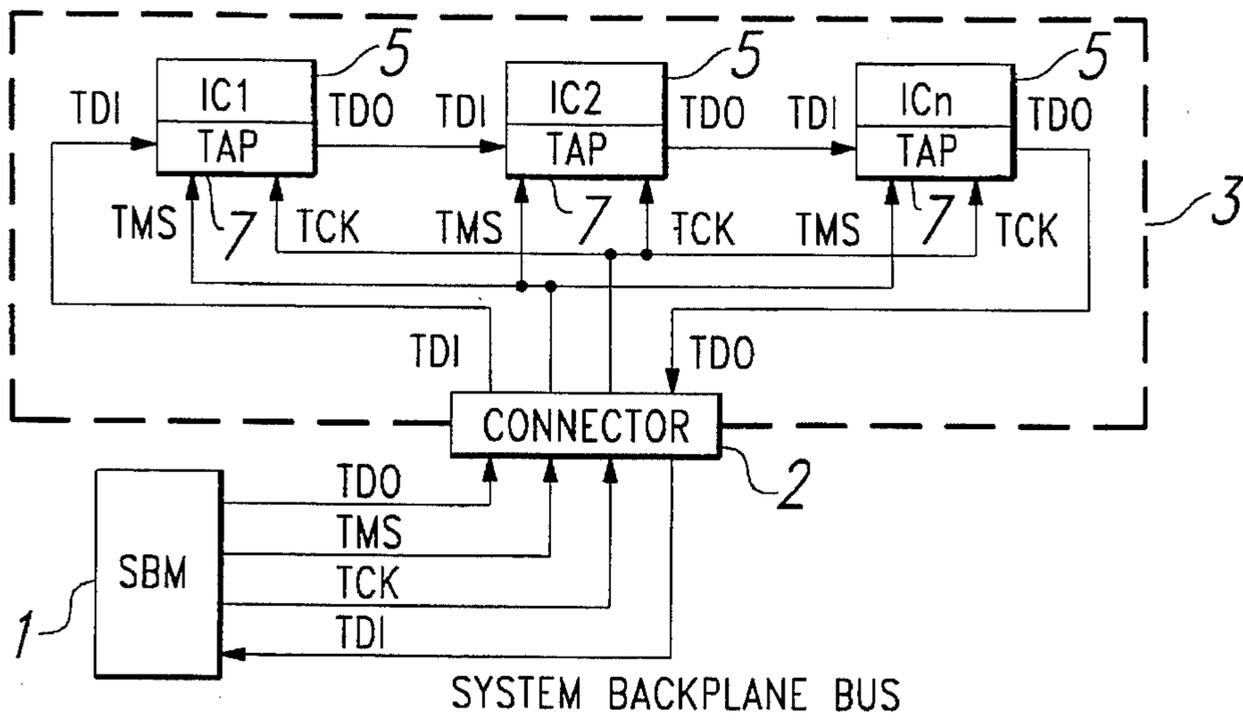 5 5 5
IC1 IC2 ICn
TDI TDO TDI TDO TDI TDO
TAP TAP TAP
7 7 7
TMS TCK TMS TCK TMS TCK
3
TDI TDO
CONNECTOR
2
TDO
TMS
SBM
TCK
1
TDI
SYSTEM BACKPLANE BUS